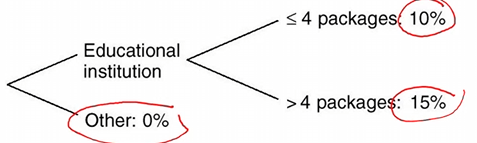 ≤ 4 packages: 10%
Educational
institution
> 4 packages: 15%
Other: 0%